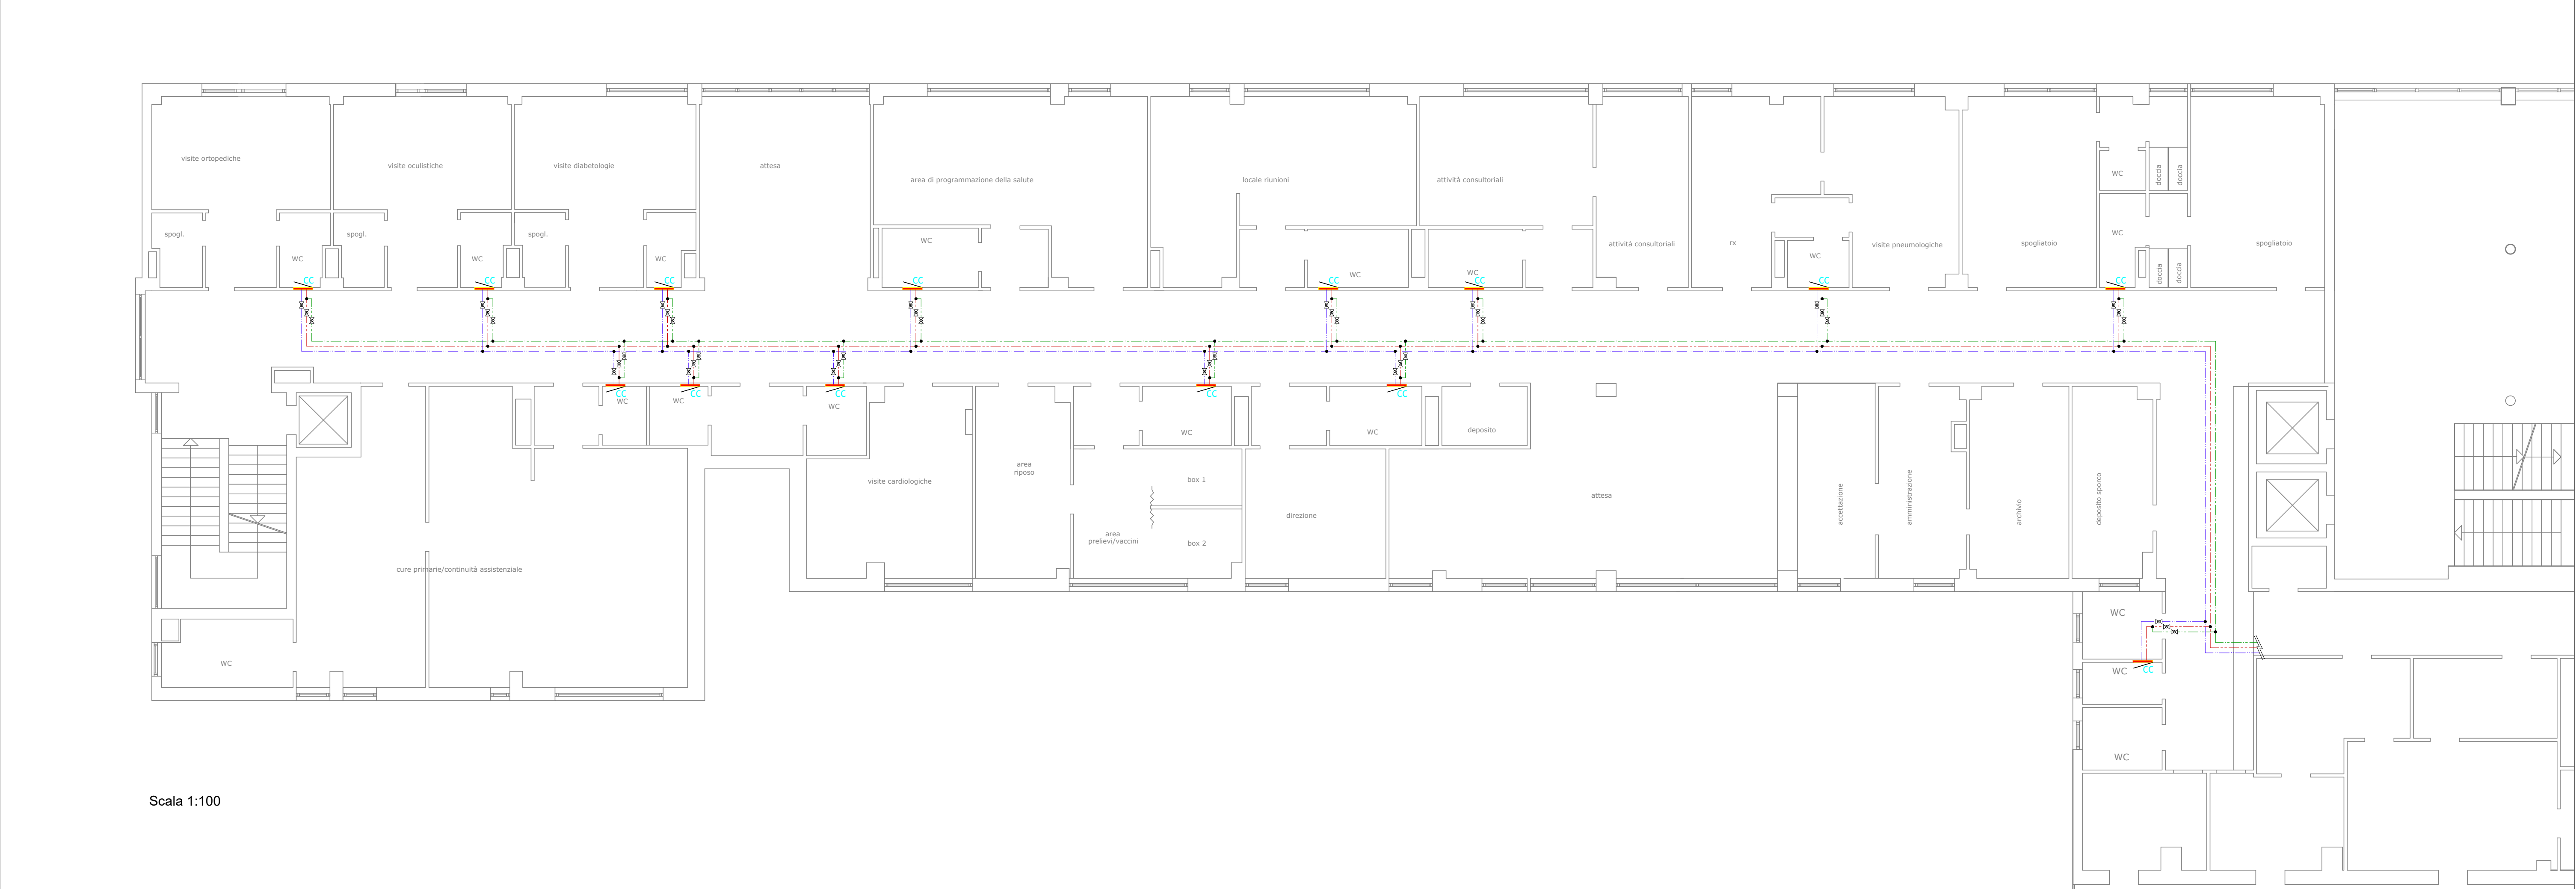 visite ortopediche
visite oculistiche
visite diabetologie
attesa
area di programmazione della salute
locale riunioni
attività consultoriali
WC
doccia
doccia
spogl.
spogl.
spogl.
WC
WC
WC
WC
WC
WC
attività consultoriali
rx
WC
visite pneumologiche
spogliatoio
WC
doccia
doccia
spogliatoio
CC
CC
CC
CC
CC
CC
CC
CC
CC
CC
CC
CC
CC
WC
WC
WC
WC
WC
deposito
visite cardiologiche
area
riposo
box 1
area
prelievi/vaccini
box 2
direzione
attesa
accettazione
amministrazione
archivio
deposito sporco
cure primarie/continuità assistenziale
WC
WC
WC
CC
WC
Scala 1:100